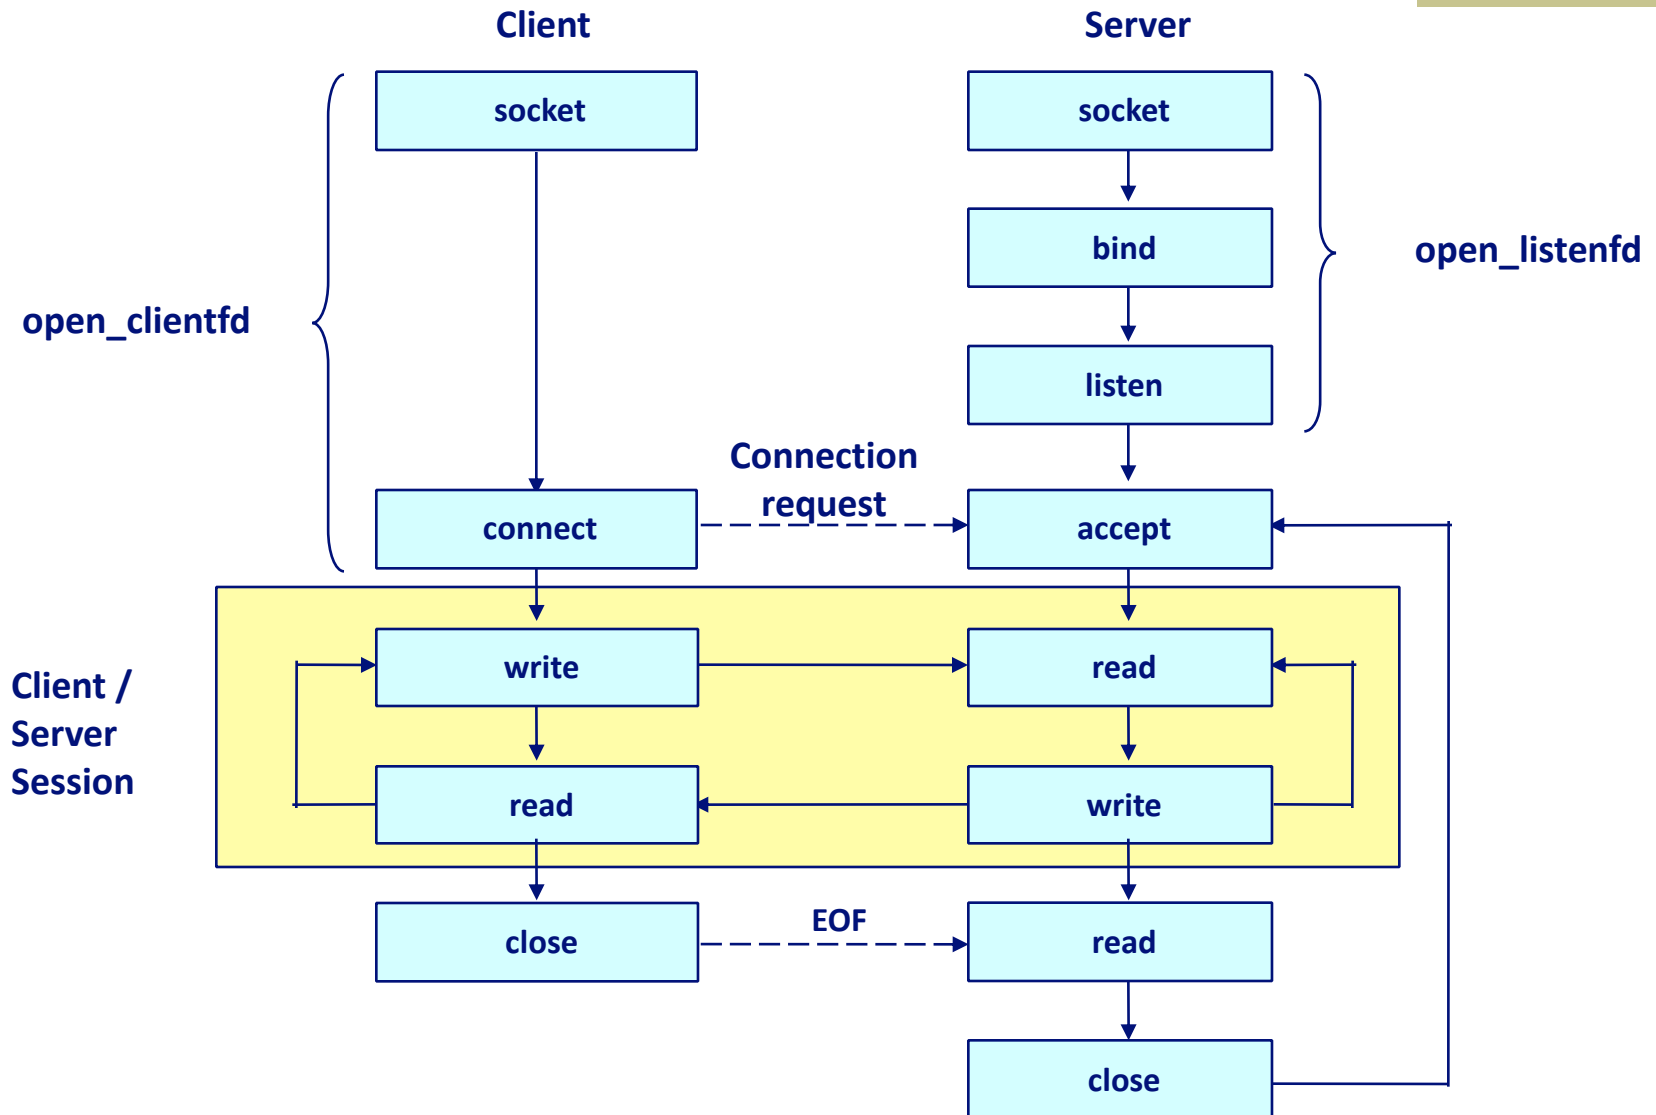 Client
Server
socket
socket
bind
open_listenfd
open_clientfd
listen
Connection
request
connect
accept
Client /
Server
Session
write
read
read
write
close
EOF
read
close